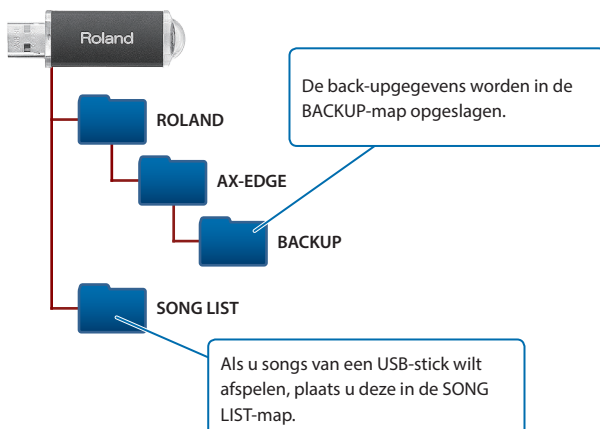 Roland
De back-upgegevens worden in de
BACKUP-map opgeslagen.
ROLAND
AX-EDGE
BACKUP
SONG LIST
Als u songs van een USB-stick wilt
afspelen, plaats u deze in de SONG
LIST-map.